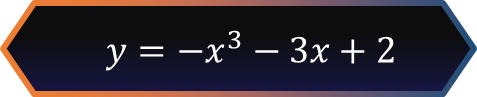 y = −x³ − 3x + 2